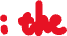 : the